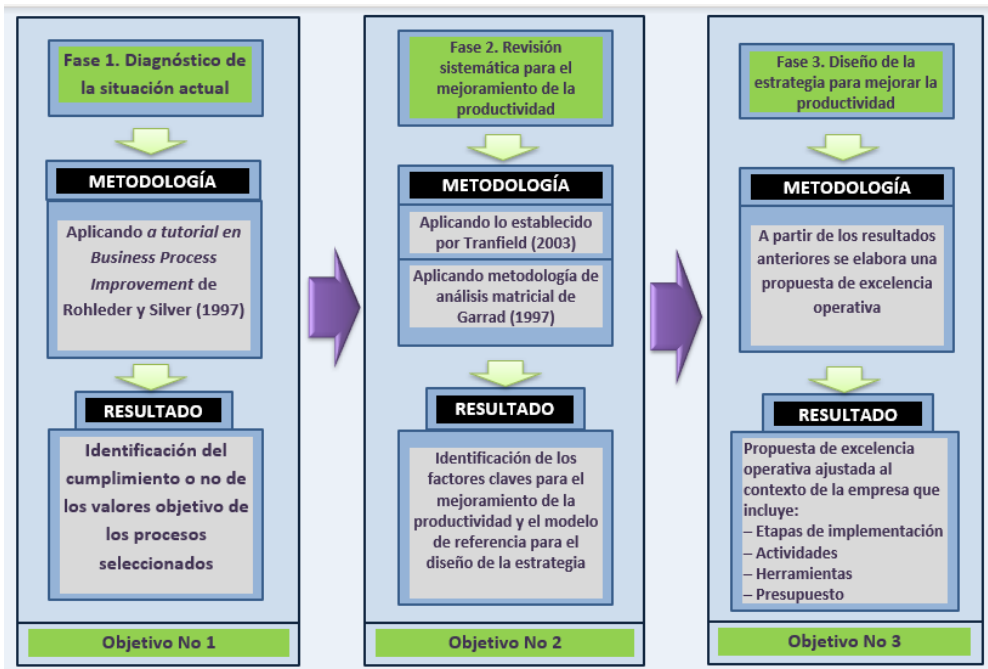 Fase 1. Diagnóstico de
la situación actual
METODOLOGÍA
Aplicando a tutorial en
Business Process
Improvement de
Rohleder y Silver (1997)
RESULTADO
Identificación del
cumplimiento o no de
los valores objetivo de
los procesos
seleccionados
Objetivo No 1
Fase 2. Revisión
sistemática para el
mejoramiento de la
productividad
METODOLOGÍA
Aplicando lo establecido
por Tranfield (2003)
Aplicando metodología de
análisis matricial de
Garrad (1997)
RESULTADO
Identificación de los
factores claves para el
mejoramiento de la
productividad y el modelo
de referencia para el
diseño de la estrategia
Objetivo No 2
Fase 3. Diseño de la
estrategia para mejorar la
productividad
METODOLOGÍA
A partir de los resultados
anteriores se elabora una
propuesta de excelencia
operativa
RESULTADO
Propuesta de excelencia
operativa ajustada al
contexto de la empresa que
incluye:
– Etapas de implementación
– Actividades
– Herramientas
– Presupuesto
Objetivo No 3